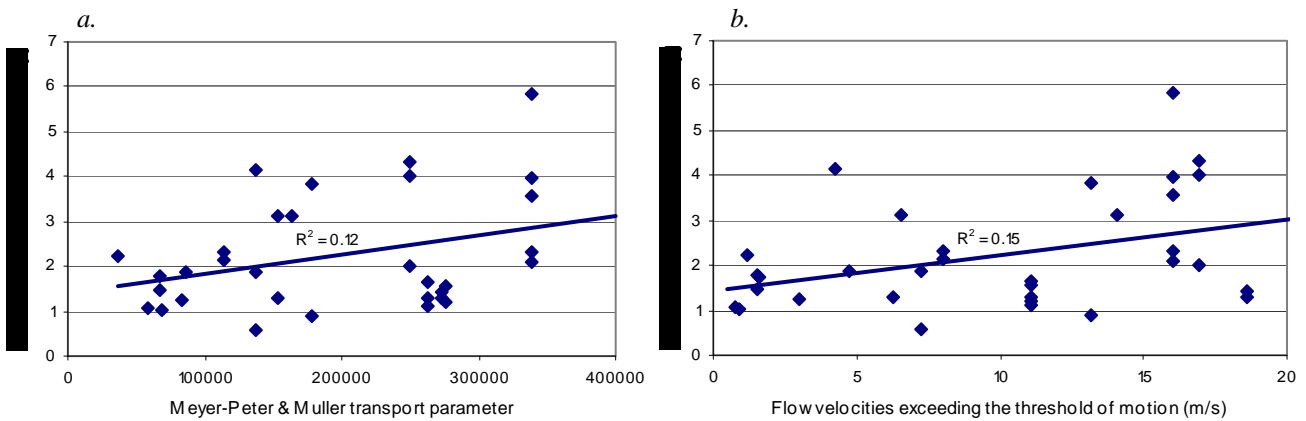 a.
7
6
5
4
3
2
1
0
R² = 0.12
0 100000 200000 300000 400000
Meyer-Peter & Muller transport parameter
b.
7
6
5
4
3
2
1
0
R² = 0.15
0 5 10 15 20
Flow velocities exceeding the threshold of motion (m/s)